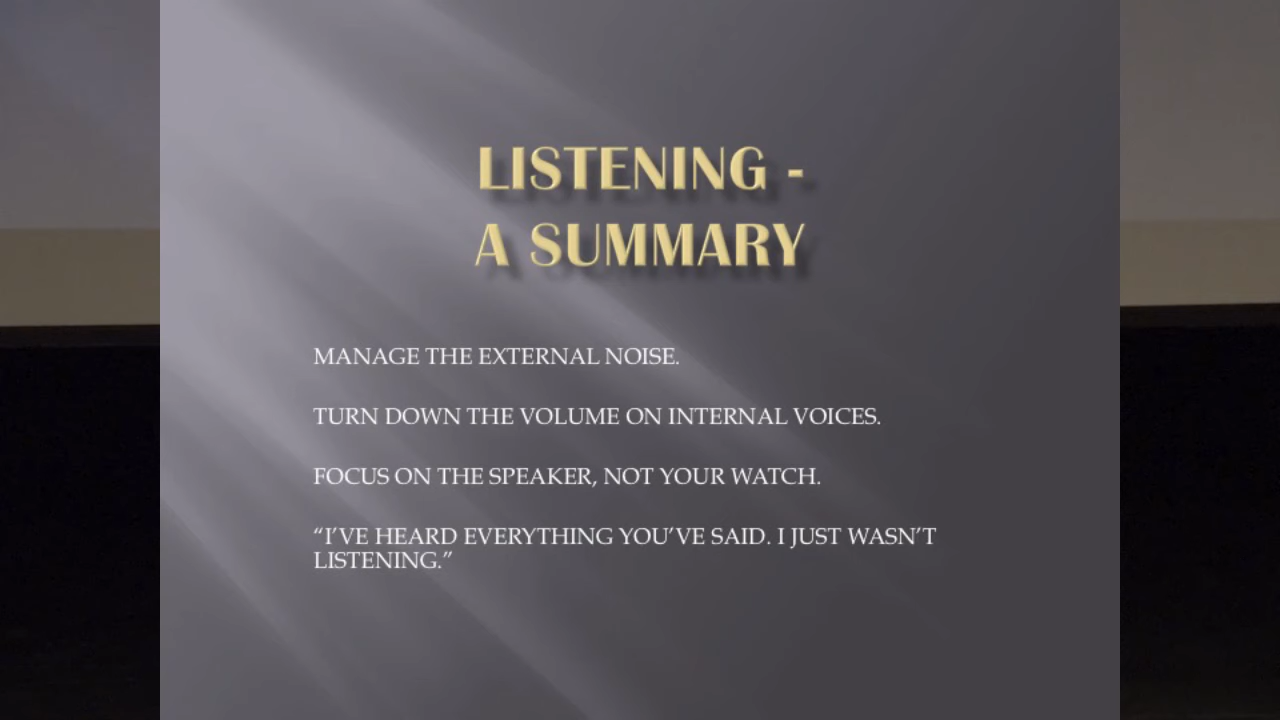 LISTENING -
A SUMMARY
MANAGE THE EXTERNAL NOISE.
TURN DOWN THE VOLUME ON INTERNAL VOICES.
FOCUS ON THE SPEAKER, NOT YOUR WATCH.
“I’VE HEARD EVERYTHING YOU’VE SAID. I JUST WASN’T
LISTENING.”